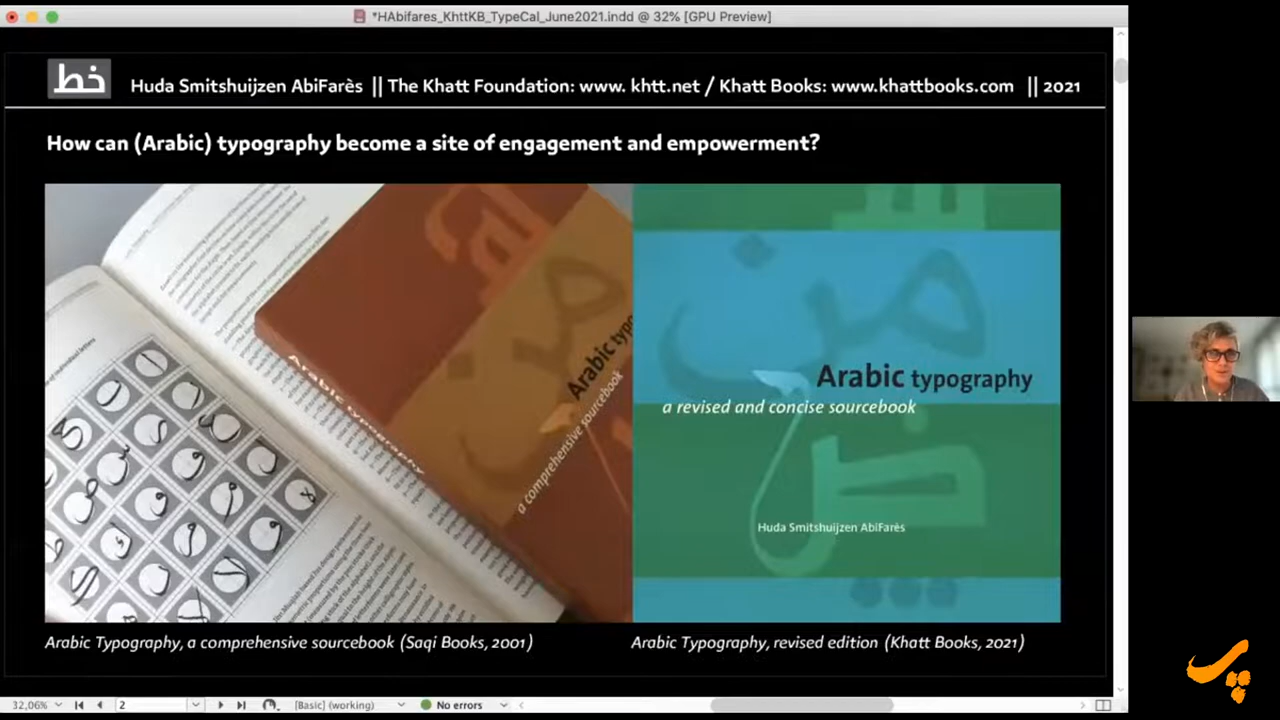 *HAbifares_KhttKB_TypeCal_June2021.indd @ 32% [GPU Preview]
خط
Huda Smitshuijzen AbiFarès || The Khatt Foundation: www. khtt.net / Khatt Books: www.khattbooks.com || 2021
How can (Arabic) typography become a site of engagement and empowerment?
Arabic typography
Arabic typo
a comprehensive sourcebook
من
Arabic typography
a revised and concise sourcebook
Huda Smitshuijzen AbiFarès
Arabic Typography, a comprehensive sourcebook (Saqi Books, 2001)
Arabic Typography, revised edition (Khatt Books, 2021)
32,06%
2
[Basic] (working)
No errors